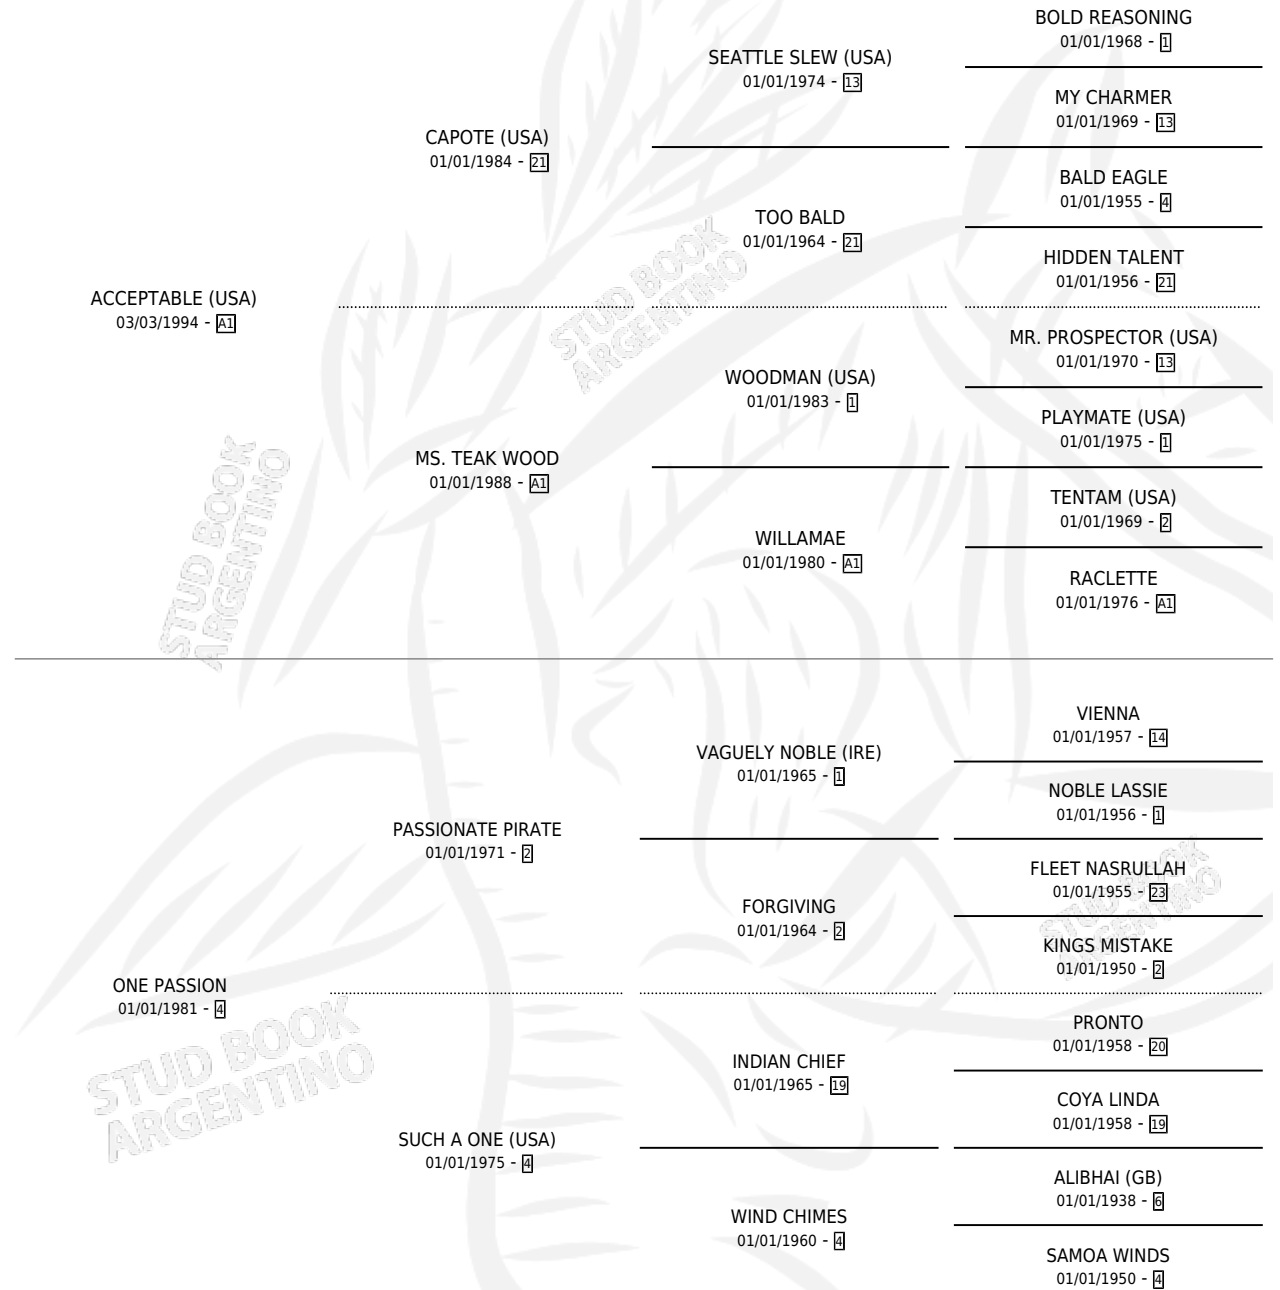 BOLD REASONING
01/01/1968 - 1
SEATTLE SLEW (USA)
01/01/1974 - 13
MY CHARMER
01/01/1969 - 13
CAPOTE (USA)
01/01/1984 - 21
BALD EAGLE
01/01/1955 - 4
TOO BALD
01/01/1964 - 21
HIDDEN TALENT
01/01/1956 - 21
ACCEPTABLE (USA)
03/03/1994 - A1
MR. PROSPECTOR (USA)
01/01/1970 - 13
WOODMAN (USA)
01/01/1983 - 1
PLAYMATE (USA)
01/01/1975 - 1
MS. TEAK WOOD
01/01/1988 - A1
TENTAM (USA)
01/01/1969 - 2
WILLAMAE
01/01/1980 - A1
RACLETTE
01/01/1976 - A1
VIENNA
01/01/1957 - 14
VAGUELY NOBLE (IRE)
01/01/1965 - 1
NOBLE LASSIE
01/01/1956 - 1
PASSIONATE PIRATE
01/01/1971 - 2
FLEET NASRULLAH
01/01/1955 - 23
FORGIVING
01/01/1964 - 2
KINGS MISTAKE
01/01/1950 - 2
ONE PASSION
01/01/1981 - 4
PRONTO
01/01/1958 - 20
INDIAN CHIEF
01/01/1965 - 19
COYA LINDA
01/01/1958 - 19
SUCH A ONE (USA)
01/01/1975 - 4
ALIBHAI (GB)
01/01/1938 - 6
WIND CHIMES
01/01/1960 - 4
SAMOA WINDS
01/01/1950 - 4
STUD BOOK
ARGENTINO
STUD BOOK
ARGENTINO
STUD BOOK
ARGENTINO
STUD BOOK
ARGENTINO